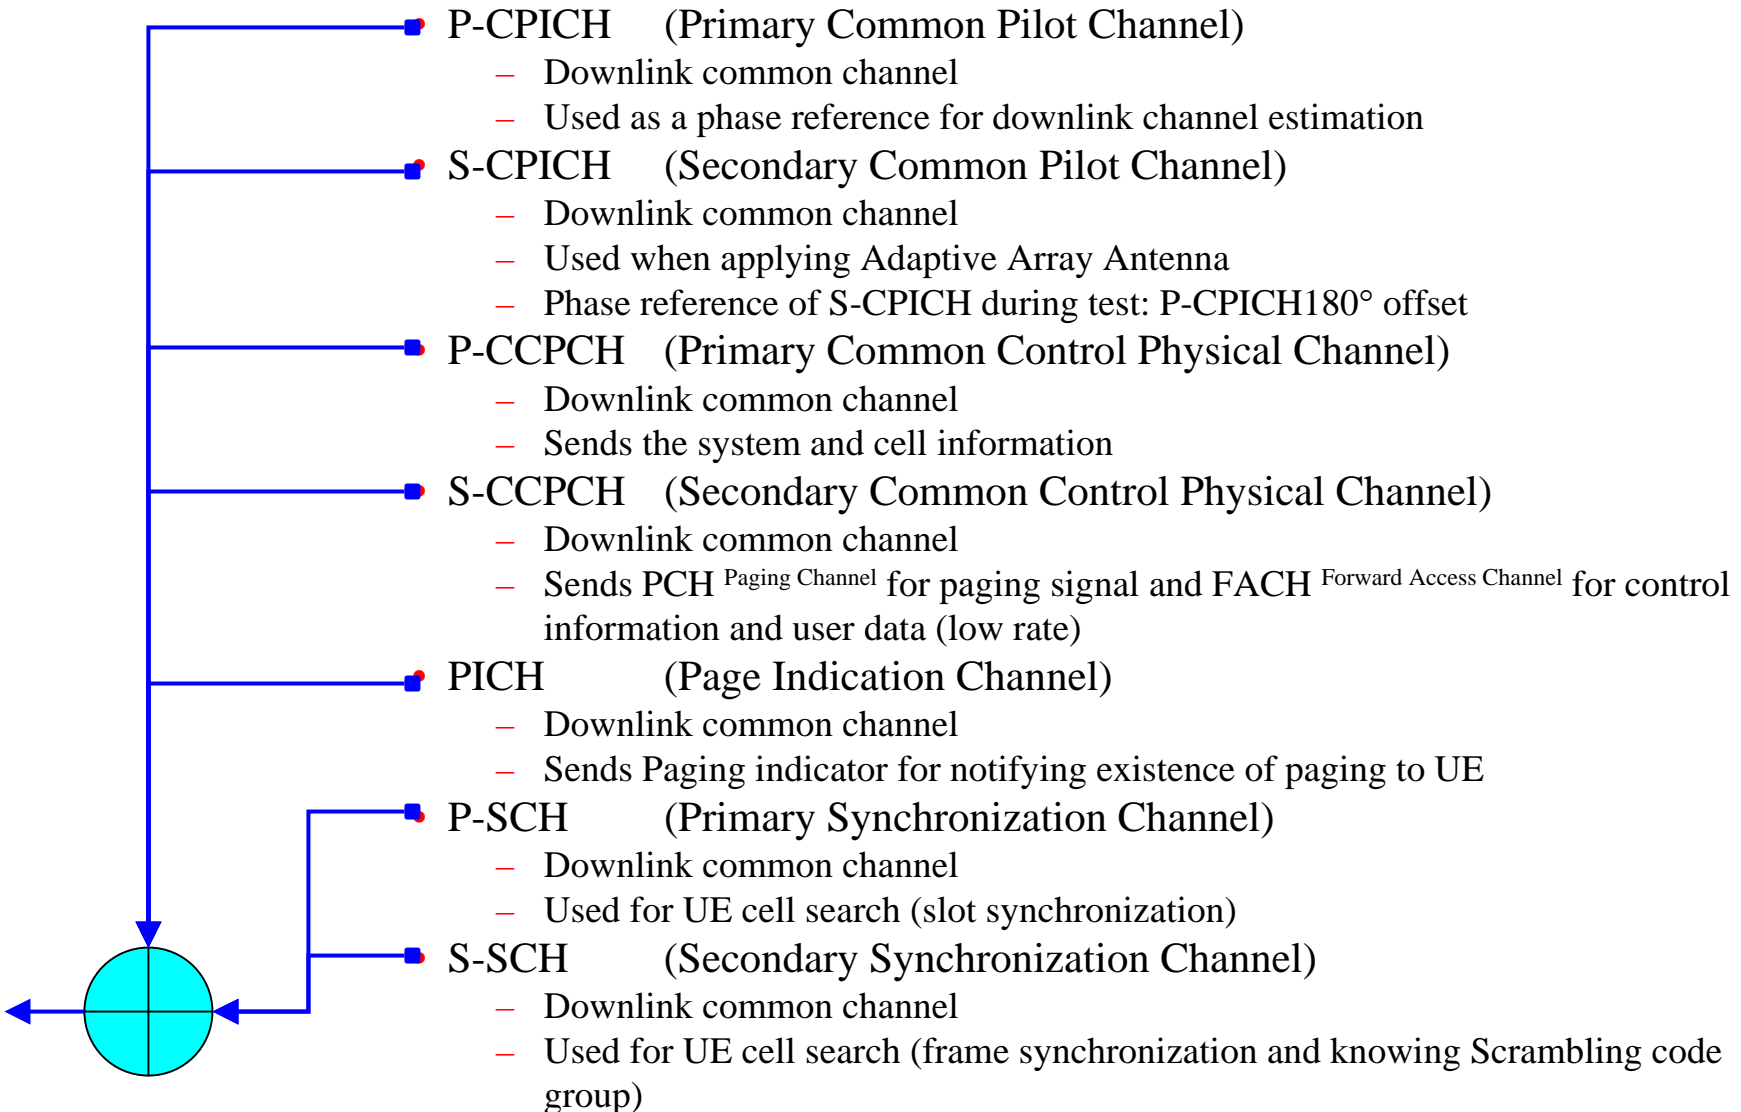 P-CPICH (Primary Common Pilot Channel)
– Downlink common channel
– Used as a phase reference for downlink channel estimation
S-CPICH (Secondary Common Pilot Channel)
– Downlink common channel
– Used when applying Adaptive Array Antenna
– Phase reference of S-CPICH during test: P-CPICH180° offset
P-CCPCH (Primary Common Control Physical Channel)
– Downlink common channel
– Sends the system and cell information
S-CCPCH (Secondary Common Control Physical Channel)
– Downlink common channel
– Sends PCH Paging Channel for paging signal and FACH Forward Access Channel for control
information and user data (low rate)
PICH (Page Indication Channel)
– Downlink common channel
– Sends Paging indicator for notifying existence of paging to UE
P-SCH (Primary Synchronization Channel)
– Downlink common channel
– Used for UE cell search (slot synchronization)
S-SCH (Secondary Synchronization Channel)
– Downlink common channel
– Used for UE cell search (frame synchronization and knowing Scrambling code
group)